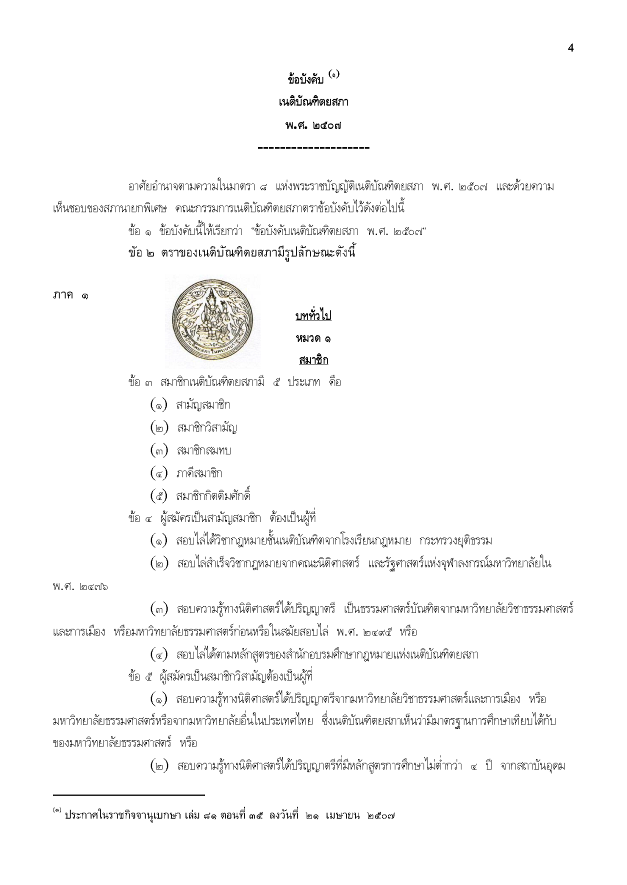 4
ข้อบังคับ (๑)
เนติบัณฑิตยสภา
พ.ศ. ๒๕๐๗
--------------------
อาศัยอำนาจตามความในมาตรา ๘ แห่งพระราชบัญญัติเนติบัณฑิตยสภา พ.ศ. ๒๕๐๗ และด้วยความ
เห็นชอบของสภานายกพิเศษ คณะกรรมการเนติบัณฑิตยสภาตราข้อบังคับไว้ดังต่อไปนี้
ข้อ ๑ ข้อบังคับนี้ให้เรียกว่า "ข้อบังคับเนติบัณฑิตยสภา พ.ศ. ๒๕๐๗"
ข้อ ๒ ตราของเนติบัณฑิตยสภามีรูปลักษณะดังนี้
ภาค ๑
บททั่วไป
หมวด ๑
สมาชิก
ข้อ ๓ สมาชิกเนติบัณฑิตยสภามี ๕ ประเภท คือ
(๑) สามัญสมาชิก
(๒) สมาชิกวิสามัญ
(๓) สมาชิกสมทบ
(๔) ภาคีสมาชิก
(๕) สมาชิกกิตติมศักดิ์
ข้อ ๔ ผู้สมัครเป็นสามัญสมาชิก ต้องเป็นผู้ที่
(๑) สอบไล่ได้วิชากฎหมายชั้นเนติบัณฑิตจากโรงเรียนกฎหมาย กระทรวงยุติธรรม
(๒) สอบไล่สำเร็จวิชากฎหมายจากคณะนิติศาสตร์ และรัฐศาสตร์แห่งจุฬาลงกรณ์มหาวิทยาลัยใน
พ.ศ. ๒๔๗๖
(๓) สอบความรู้ทางนิติศาสตร์ได้ปริญญาตรี เป็นธรรมศาสตร์บัณฑิตจากมหาวิทยาลัยวิชาธรรมศาสตร์
และการเมือง หรือมหาวิทยาลัยธรรมศาสตร์ก่อนหรือในสมัยสอบไล่ พ.ศ. ๒๔๙๕ หรือ
(๔) สอบไล่ได้ตามหลักสูตรของสำนักอบรมศึกษากฎหมายแห่งเนติบัณฑิตยสภา
ข้อ ๕ ผู้สมัครเป็นสมาชิกวิสามัญต้องเป็นผู้ที่
(๑) สอบความรู้ทางนิติศาสตร์ได้ปริญญาตรีจากมหาวิทยาลัยวิชาธรรมศาสตร์และการเมือง หรือ
มหาวิทยาลัยธรรมศาสตร์หรือจากมหาวิทยาลัยอื่นในประเทศไทย ซึ่งเนติบัณฑิตยสภาเห็นว่ามีมาตรฐานการศึกษาเทียบได้กับ
ของมหาวิทยาลัยธรรมศาสตร์ หรือ
(๒) สอบความรู้ทางนิติศาสตร์ได้ปริญญาตรีที่มีหลักสูตรการศึกษาไม่ต่ำกว่า ๔ ปี จากสถาบันอุดม
(๑) ประกาศในราชกิจจานุเบกษา เล่ม ๘๑ ตอนที่ ๓๕ ลงวันที่ ๒๑ เมษายน ๒๕๐๗